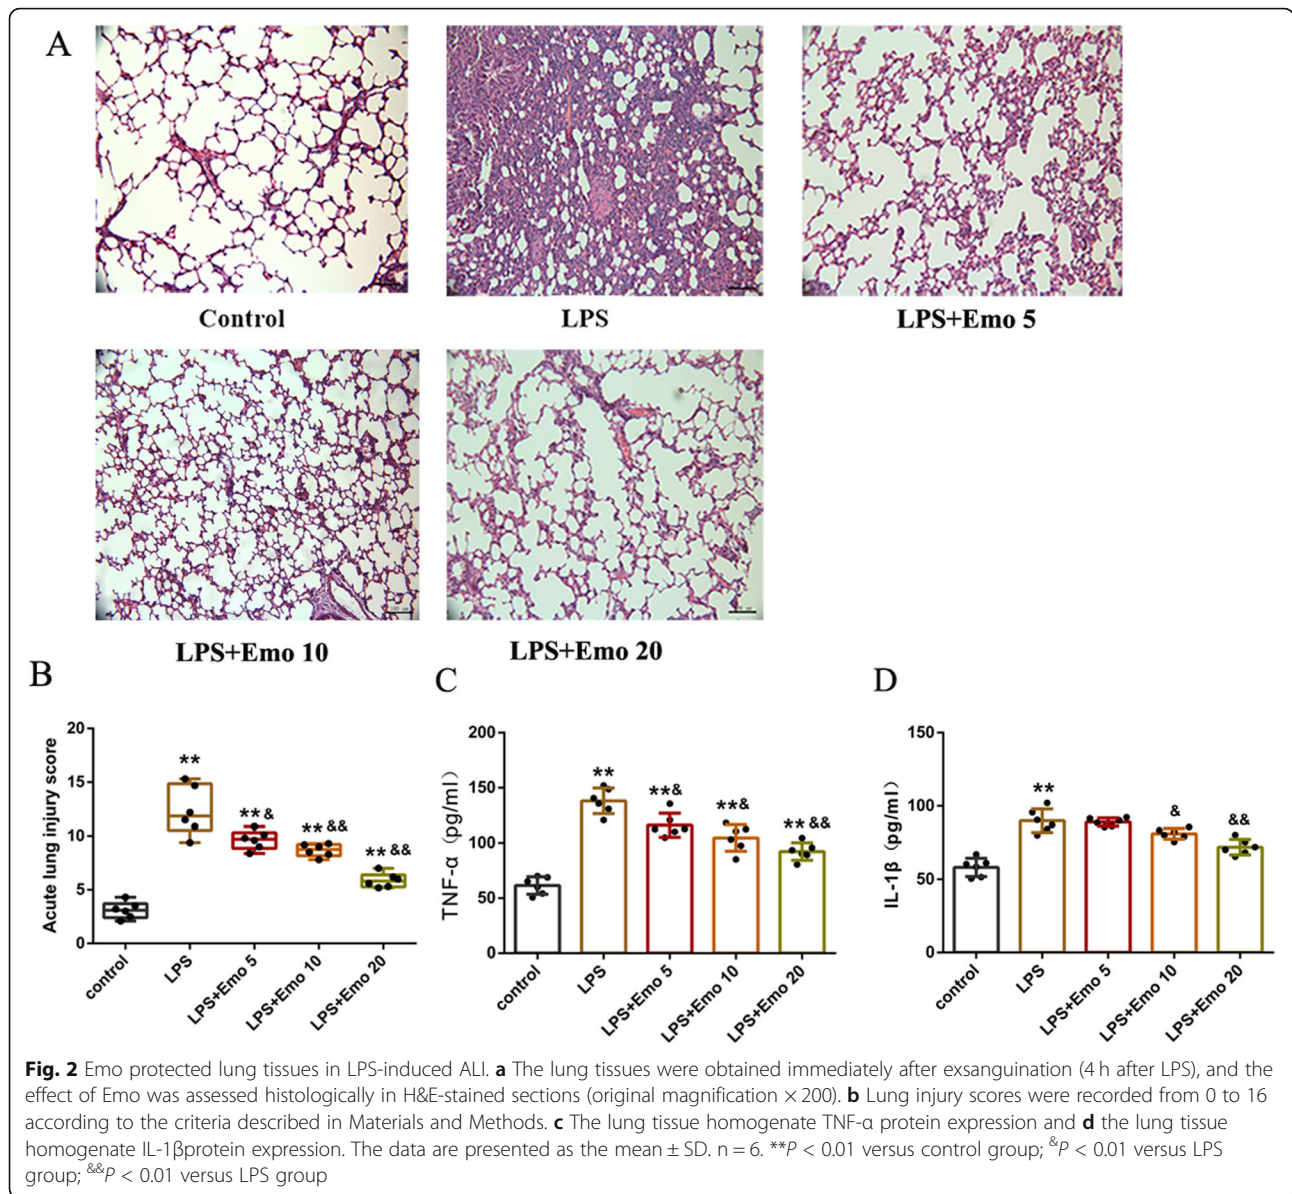 A
Control
LPS
LPS+Emo 5
LPS+Emo 10
LPS+Emo 20
B
Acute lung injury score
20
15
10
5
0
**
**&
** &&
** &&
control
LPS
LPS+Emo 5
LPS+Emo 10
LPS+Emo 20
C
TNF-α (pg/ml)
200
150
100
50
0
**
**&
**&
** &&
control
LPS
LPS+Emo 5
LPS+Emo 10
LPS+Emo 20
D
IL-1β (pg/ml)
150
100
50
0
**
&
&&
control
LPS
LPS+Emo 5
LPS+Emo 10
LPS+Emo 20
Fig. 2 Emo protected lung tissues in LPS-induced ALI. a The lung tissues were obtained immediately after exsanguination (4 h after LPS), and the
effect of Emo was assessed histologically in H&E-stained sections (original magnification × 200). b Lung injury scores were recorded from 0 to 16
according to the criteria described in Materials and Methods. c The lung tissue homogenate TNF-α protein expression and d the lung tissue
homogenate IL-1βprotein expression. The data are presented as the mean ± SD. n = 6. **P < 0.01 versus control group; &P < 0.01 versus LPS
group; &&P < 0.01 versus LPS group